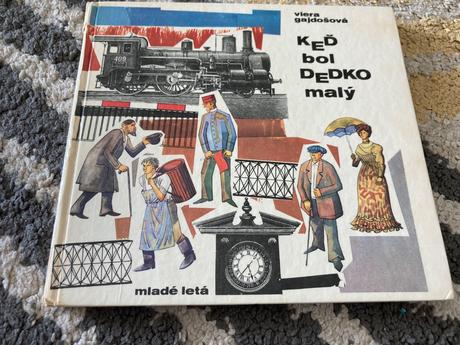 viera
gajdošová
KEĎ
bol
DEDKO
malý
409
mladé letá